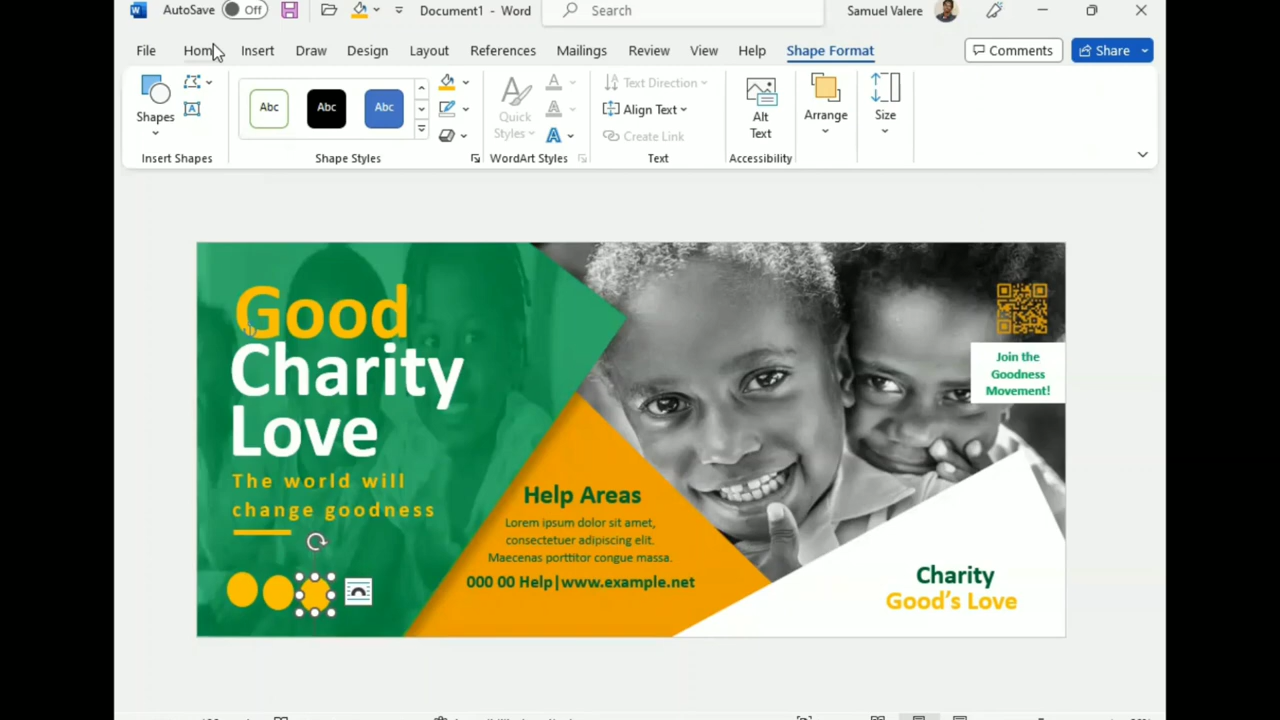 AutoSave Off Document1 - Word Search Samuel Valere
File Home Insert Draw Design Layout References Mailings Review View Help Shape Format Comments Share
Shapes
Insert Shapes
Abc Abc Abc
Shape Styles
Quick
Styles
WordArt Styles
Text Direction
Align Text
Create Link
Text
Alt
Text
Accessibility
Arrange
Size
Good
Charity
Love
The world will
change goodness
Help Areas
Lorem ipsum dolor sit amet,
consectetuer adipiscing elit.
Maecenas porttitor congue massa.
000 00 Help|www.example.net
Join the
Goodness
Movement!
Charity
Good's Love